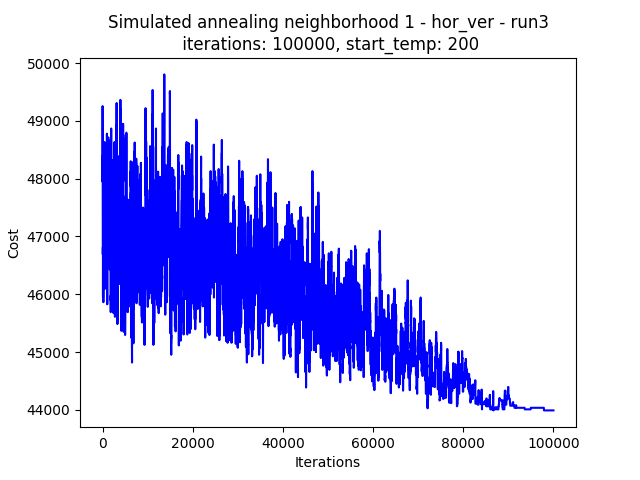 Simulated annealing neighborhood 1 - hor_ver - run3
iterations: 100000, start_temp: 200
50000
49000
48000
47000
46000
45000
44000
Cost
0 20000 40000 60000 80000 100000
Iterations